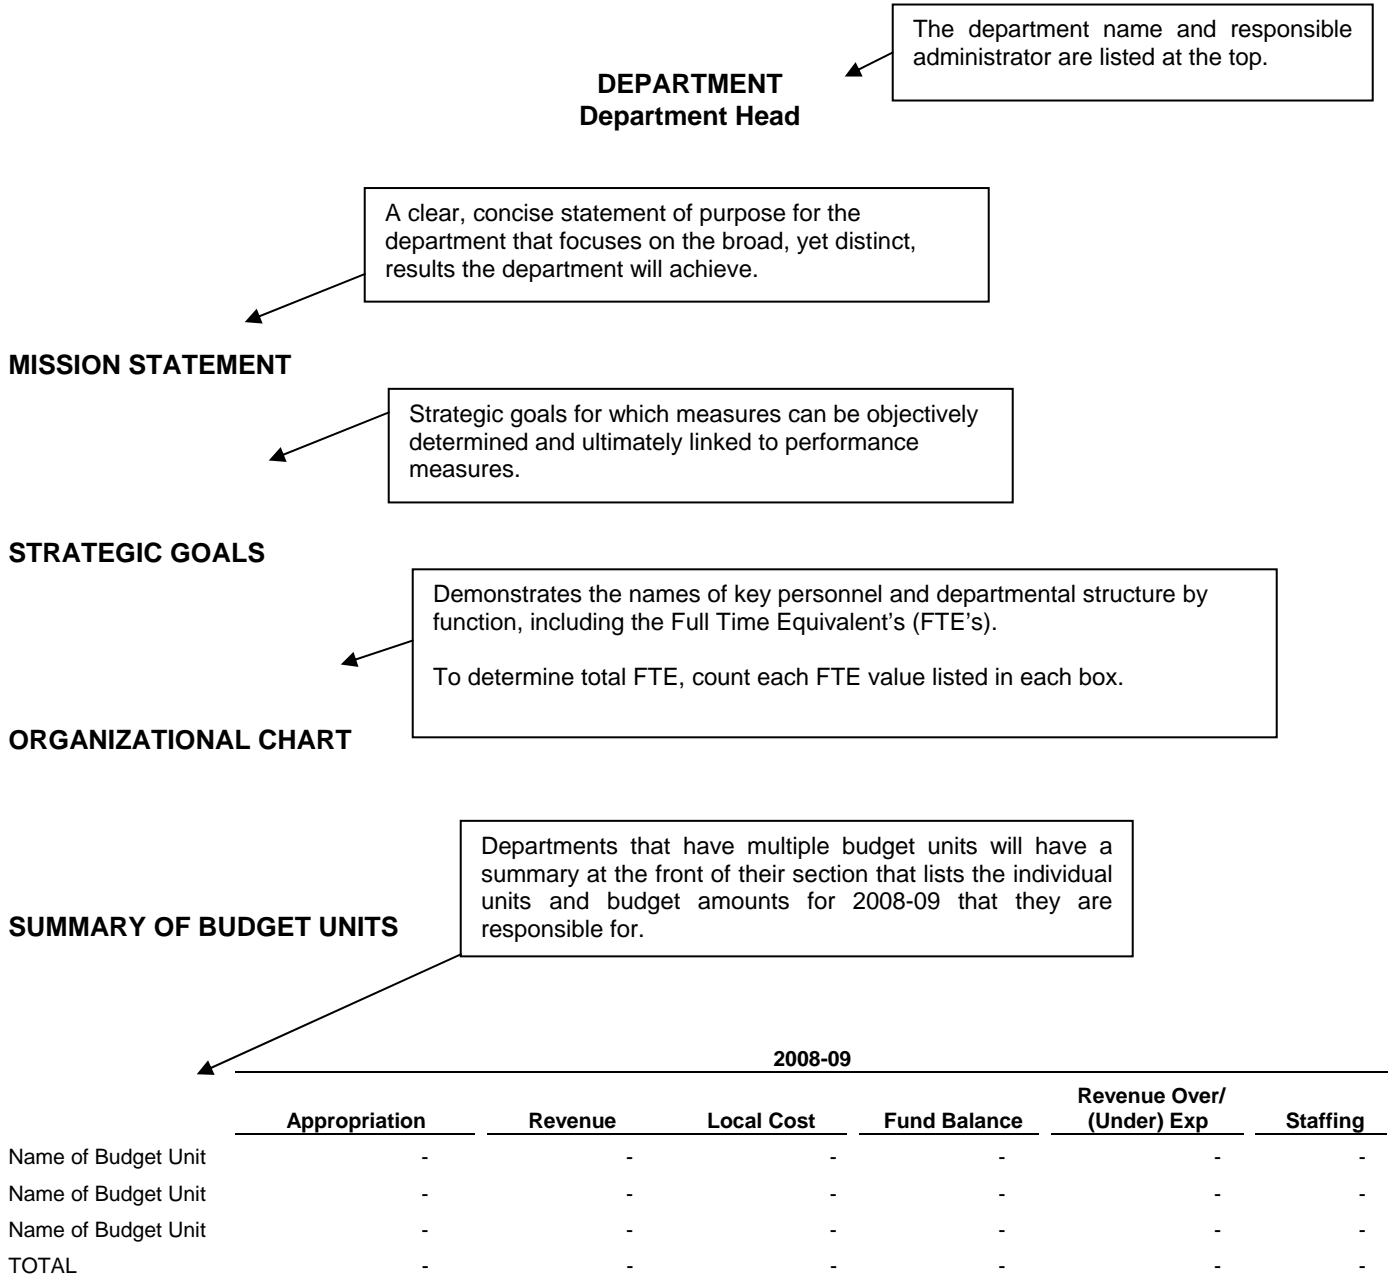 The department name and responsible
administrator are listed at the top.
DEPARTMENT
Department Head
A clear, concise statement of purpose for the
department that focuses on the broad, yet distinct,
results the department will achieve.
MISSION STATEMENT
Strategic goals for which measures can be objectively
determined and ultimately linked to performance
measures.
STRATEGIC GOALS
Demonstrates the names of key personnel and departmental structure by
function, including the Full Time Equivalent's (FTE's).
To determine total FTE, count each FTE value listed in each box.
ORGANIZATIONAL CHART
Departments that have multiple budget units will have a
summary at the front of their section that lists the individual
units and budget amounts for 2008-09 that they are
responsible for.
SUMMARY OF BUDGET UNITS
2008-09
Appropriation Revenue Local Cost Fund Balance Revenue Over/ (Under) Exp Staffing
Name of Budget Unit - - - - - -
Name of Budget Unit - - - - - -
Name of Budget Unit - - - - - -
TOTAL - - - - - -